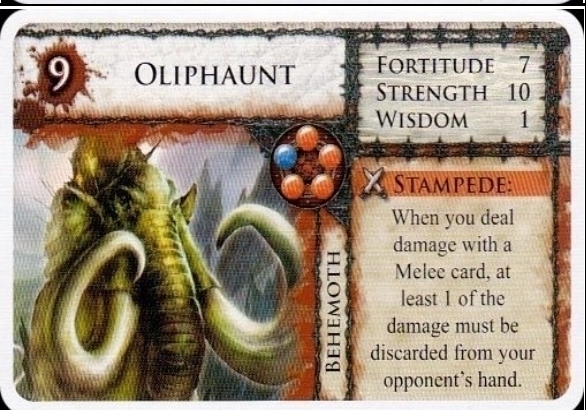 9
OLIPHAUNT
FORTITUDE 7
STRENGTH 10
WISDOM 1
BEHEMOTH
STAMPEDE:
When you deal
damage with a
Melee card, at
least 1 of the
damage must be
discarded from your
opponent's hand.